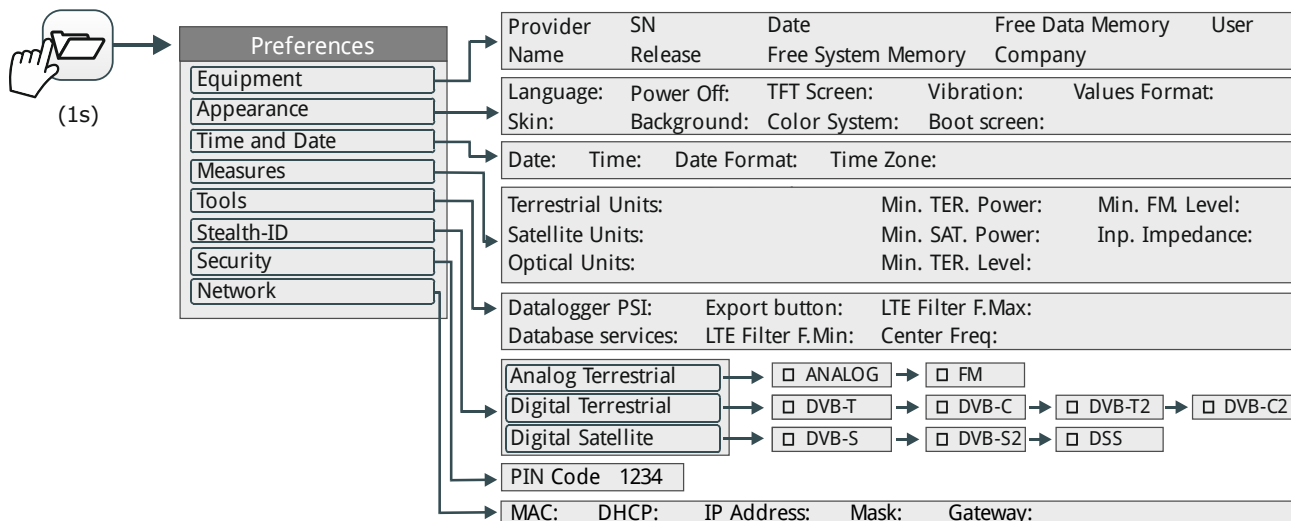 (1s)
Preferences
Equipment
Appearance
Time and Date
Measures
Tools
Stealth-ID
Security
Network
Provider SN Date Free Data Memory User
Name Release Free System Memory Company
Language: Power Off: TFT Screen: Vibration: Values Format:
Skin: Background: Color System: Boot screen:
Date: Time: Date Format: Time Zone:
Terrestrial Units: Min. TER. Power: Min. FM. Level:
Satellite Units: Min. SAT. Power: Inp. Impedance:
Optical Units: Min. TER. Level:
Datalogger PSI: Export button: LTE Filter F.Max:
Database services: LTE Filter F.Min: Center Freq:
Analog Terrestrial ANALOG FM
Digital Terrestrial DVB-T DVB-C DVB-T2 DVB-C2
Digital Satellite DVB-S DVB-S2 DSS
PIN Code 1234
MAC: DHCP: IP Address: Mask: Gateway: